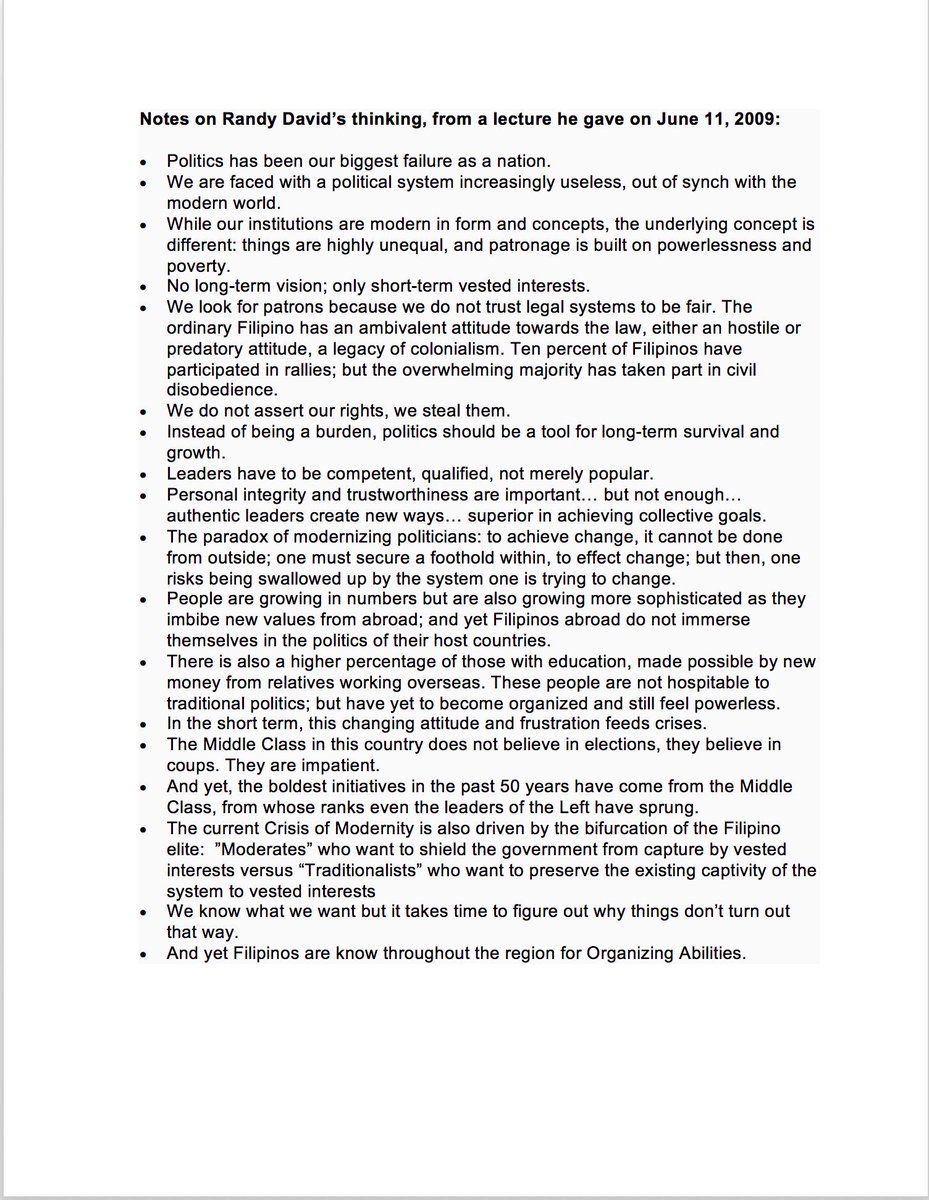 Notes on Randy David’s thinking, from a lecture he gave on June 11, 2009:
• Politics has been our biggest failure as a nation.
• We are faced with a political system increasingly useless, out of synch with the
modern world.
• While our institutions are modern in form and concepts, the underlying concept is
different: things are highly unequal, and patronage is built on powerlessness and
poverty.
• No long-term vision; only short-term vested interests.
• We look for patrons because we do not trust legal systems to be fair. The
ordinary Filipino has an ambivalent attitude towards the law, either an hostile or
predatory attitude, a legacy of colonialism. Ten percent of Filipinos have
participated in rallies; but the overwhelming majority has taken part in civil
disobedience.
• We do not assert our rights, we steal them.
• Instead of being a burden, politics should be a tool for long-term survival and
growth.
• Leaders have to be competent, qualified, not merely popular.
• Personal integrity and trustworthiness are important… but not enough…
authentic leaders create new ways… superior in achieving collective goals.
• The paradox of modernizing politicians: to achieve change, it cannot be done
from outside; one must secure a foothold within, to effect change; but then, one
risks being swallowed up by the system one is trying to change.
• People are growing in numbers but are also growing more sophisticated as they
imbibe new values from abroad; and yet Filipinos abroad do not immerse
themselves in the politics of their host countries.
• There is also a higher percentage of those with education, made possible by new
money from relatives working overseas. These people are not hospitable to
traditional politics; but have yet to become organized and still feel powerless.
• In the short term, this changing attitude and frustration feeds crises.
• The Middle Class in this country does not believe in elections, they believe in
coups. They are impatient.
• And yet, the boldest initiatives in the past 50 years have come from the Middle
Class, from whose ranks even the leaders of the Left have sprung.
• The current Crisis of Modernity is also driven by the bifurcation of the Filipino
elite:  ”Moderates” who want to shield the government from capture by vested
interests versus “Traditionalists” who want to preserve the existing captivity of the
system to vested interests
• We know what we want but it takes time to figure out why things don’t turn out
that way.
• And yet Filipinos are know throughout the region for Organizing Abilities.